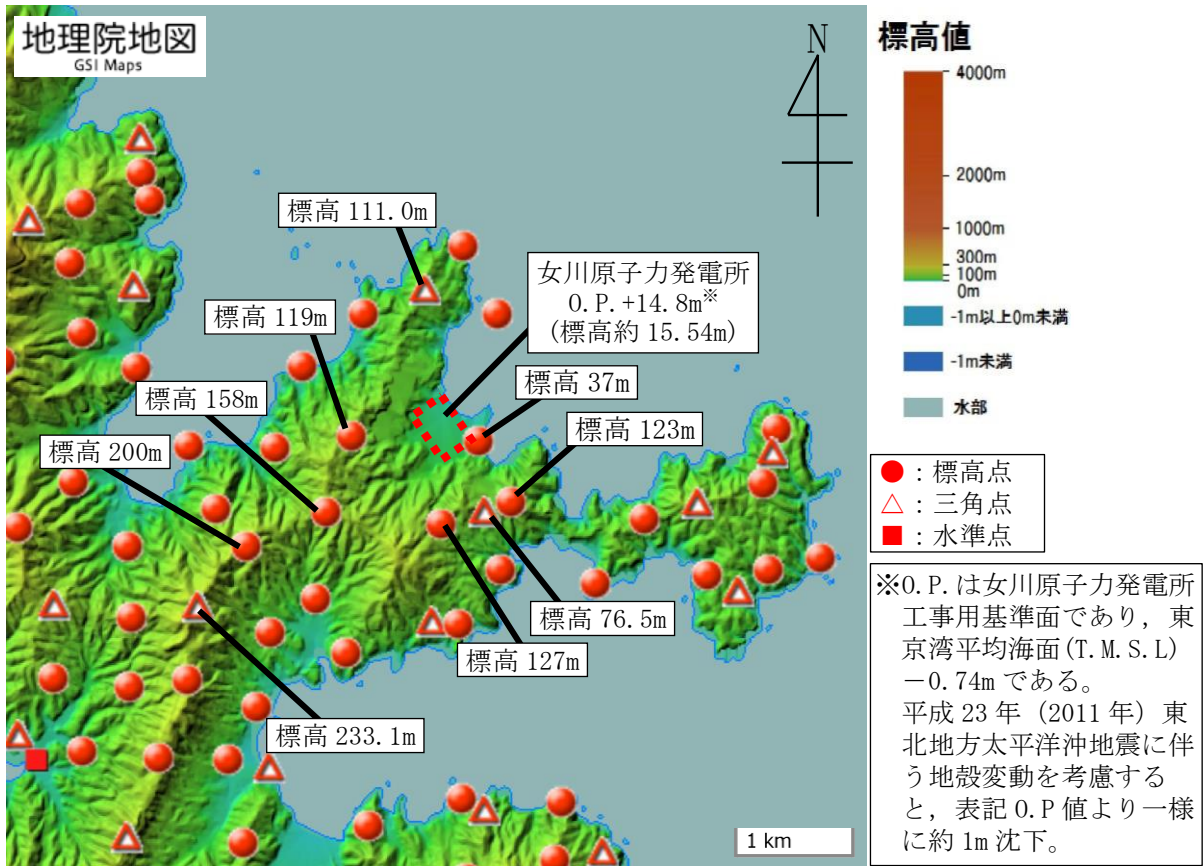 地理院地図
GSI Maps
N
標高 111.0m
女川原子力発電所
O.P.+14.8m※
(標高約 15.54m)
標高 119m
標高 37m
標高 158m
標高 123m
標高 200m
標高 76.5m
標高 127m
標高 233.1m
1 km
標高値
4000m
2000m
1000m
300m
100m
0m
-1m以上0m未満
-1m未満
水部
●：標高点
△：三角点
■：水準点
※O.P.は女川原子力発電所
工事用基準面であり，東
京湾平均海面(T.M.S.L)
－0.74m である。
平成 23 年（2011 年）東
北地方太平洋沖地震に伴
う地殻変動を考慮する
と，表記 O.P 値より一様
に約 1m 沈下。